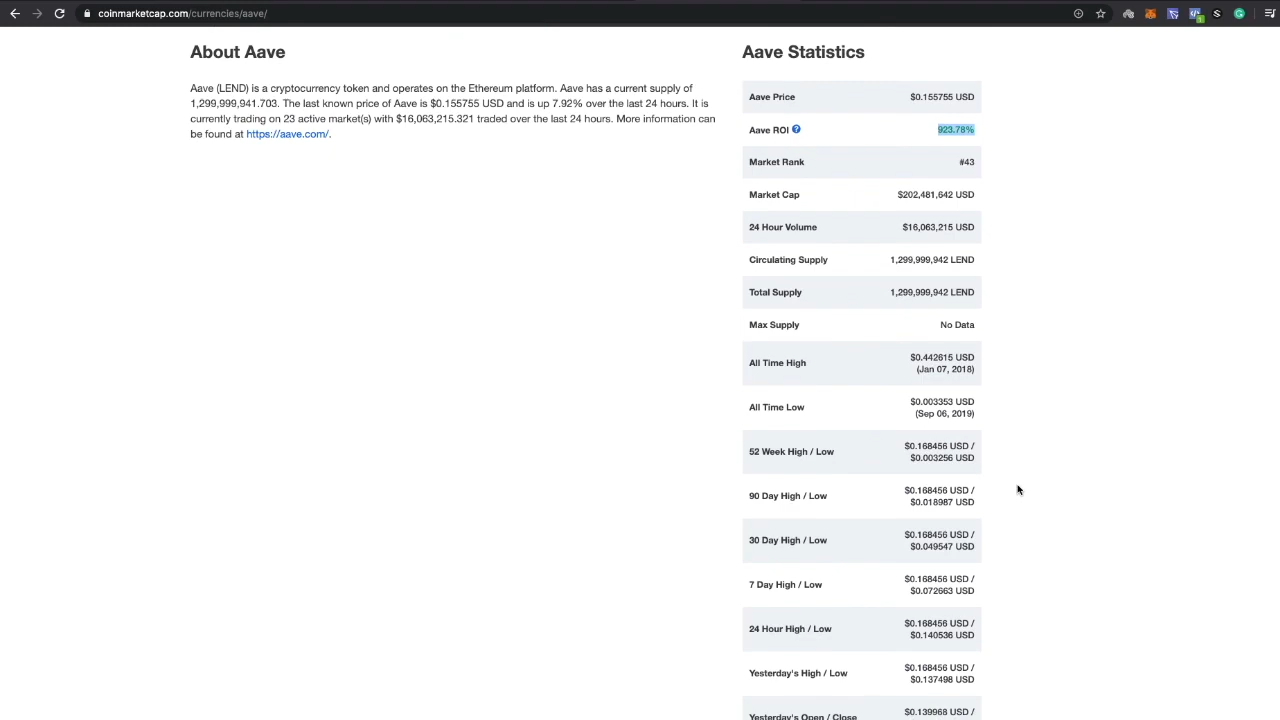 coinmarketcap.com/currencies/aave/
About Aave
Aave (LEND) is a cryptocurrency token and operates on the Ethereum platform. Aave has a current supply of
1,299,999,941.703. The last known price of Aave is $0.155755 USD and is up 7.92% over the last 24 hours. It is
currently trading on 23 active market(s) with $16,063,215.321 traded over the last 24 hours. More information can
be found at https://aave.com/.
Aave Statistics
Aave Price $0.155755 USD
Aave ROI ? 923.78%
Market Rank #43
Market Cap $202,481,642 USD
24 Hour Volume $16,063,215 USD
Circulating Supply 1,299,999,942 LEND
Total Supply 1,299,999,942 LEND
Max Supply No Data
All Time High $0.442615 USD
(Jan 07, 2018)
All Time Low $0.003353 USD
(Sep 06, 2019)
52 Week High / Low $0.168456 USD /
$0.003256 USD
90 Day High / Low $0.168456 USD /
$0.018987 USD
30 Day High / Low $0.168456 USD /
$0.049547 USD
7 Day High / Low $0.168456 USD /
$0.072663 USD
24 Hour High / Low $0.168456 USD /
$0.140536 USD
Yesterday's High / Low $0.168456 USD /
$0.137498 USD
Yesterday's Open / Close $0.139968 USD /